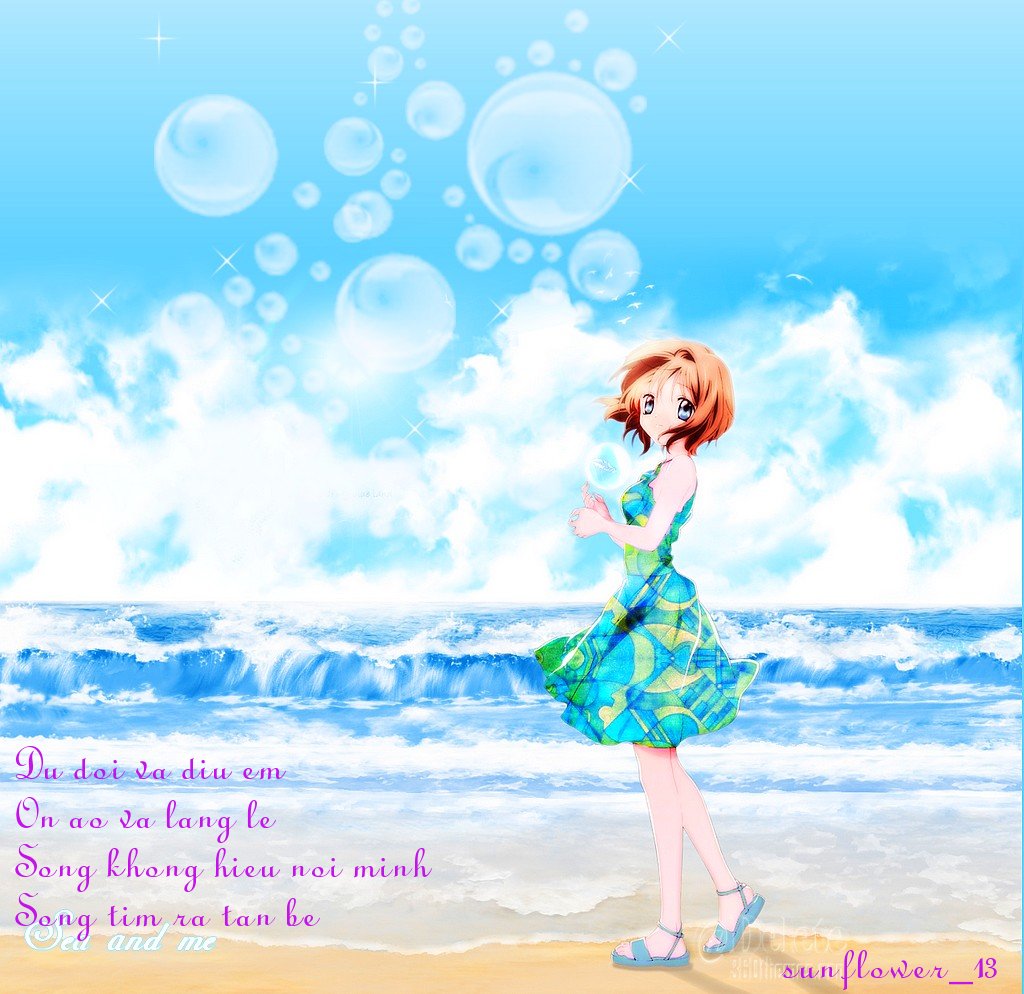 Du doi va diu em
On ao va lang le
Song khong hieu noi minh
Song tim ra tan be
Sea and me
sunflower_13